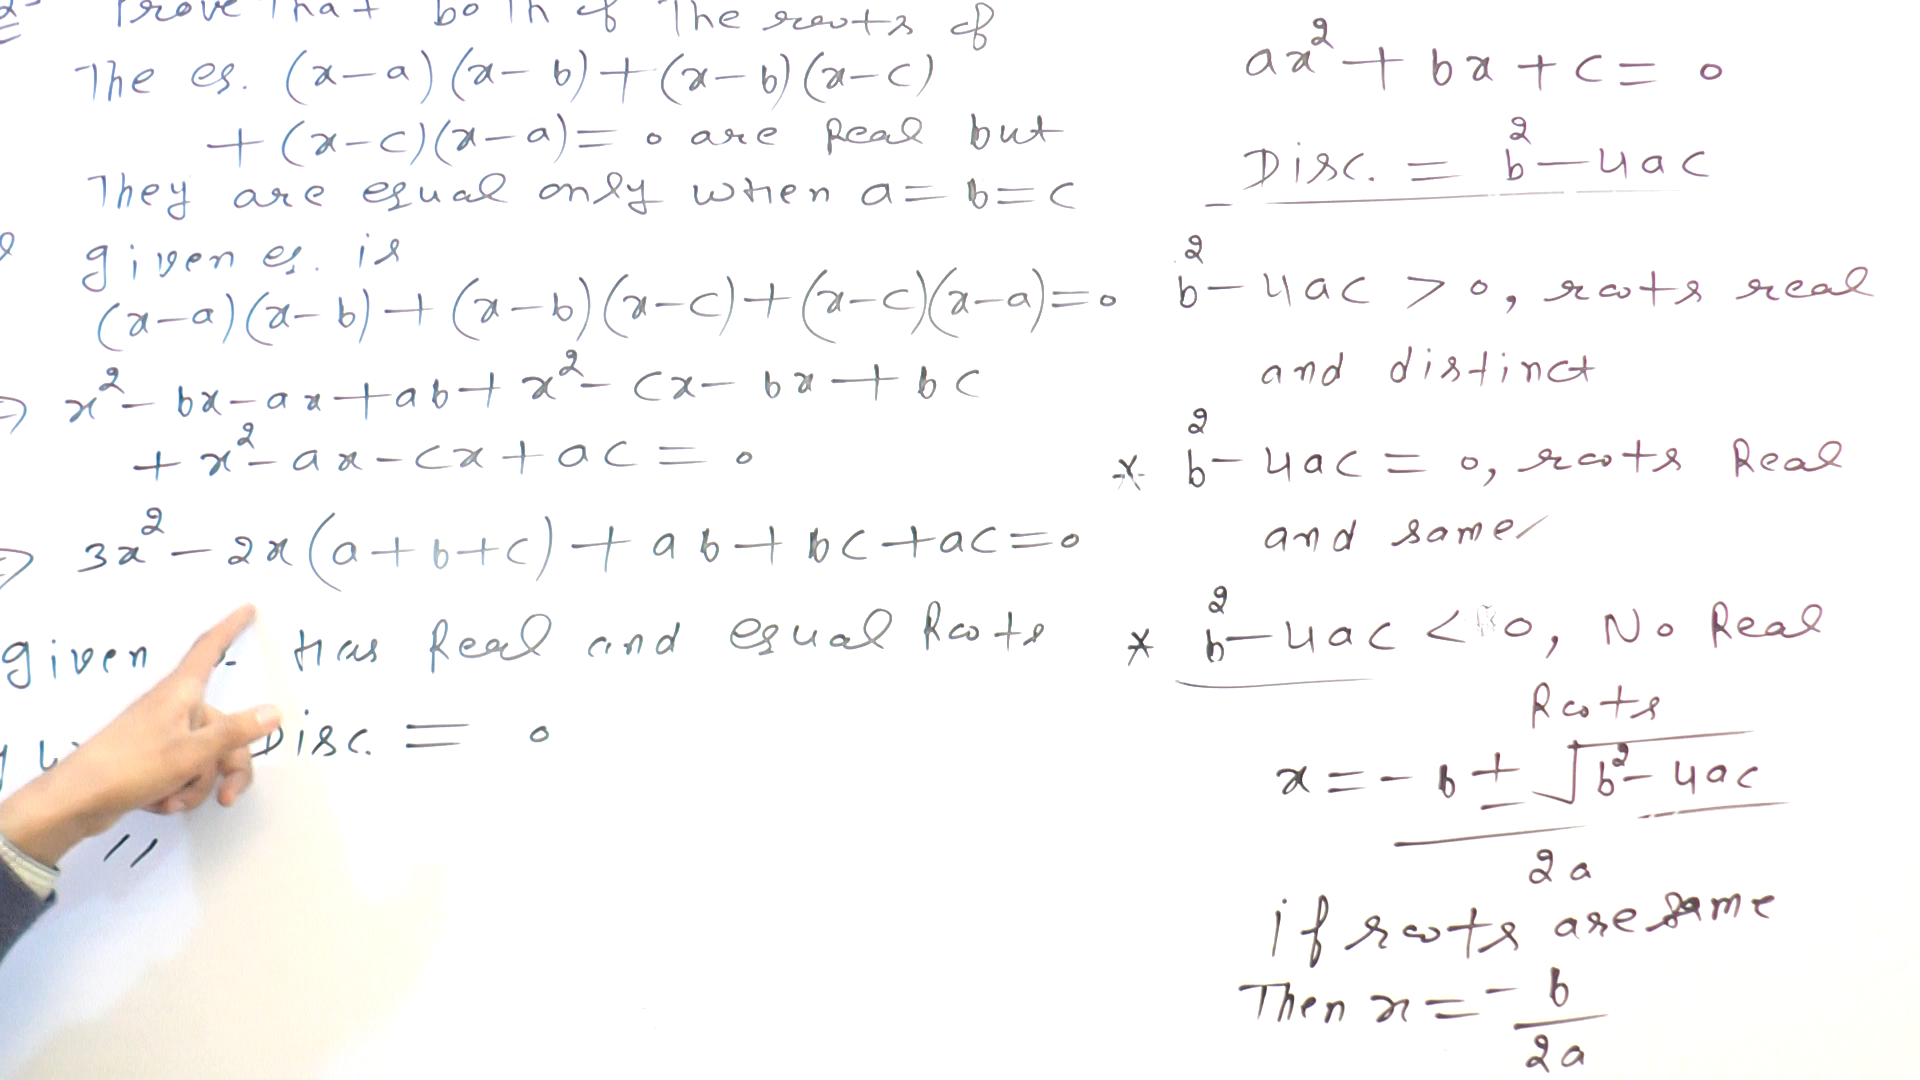 Prove That both of The roots of
The eq. (x-a)(x-b)+(x-b)(x-c)
+(x-c)(x-a)=0 are Real but
They are equal only when a=b=c
given eq. is
(x-a)(x-b)+(x-b)(x-c)+(x-c)(x-a)=0
⇒ x²-bx-ax+ab+x²-cx-bx+bc
+x²-ax-cx+ac=0
⇒ 3x²-2x(a+b+c)+ab+bc+ac=0
given has Real and equal Roots
Disc. = 0
"
ax²+bx+c=0
Disc. = b²-4ac
b²-4ac>0, roots real
and distinct
* b²-4ac=0, roots Real
and same
* b²-4ac<0, No Real
Roots
x=-b±√b²-4ac
2a
if roots are same
Then x=-b
2a